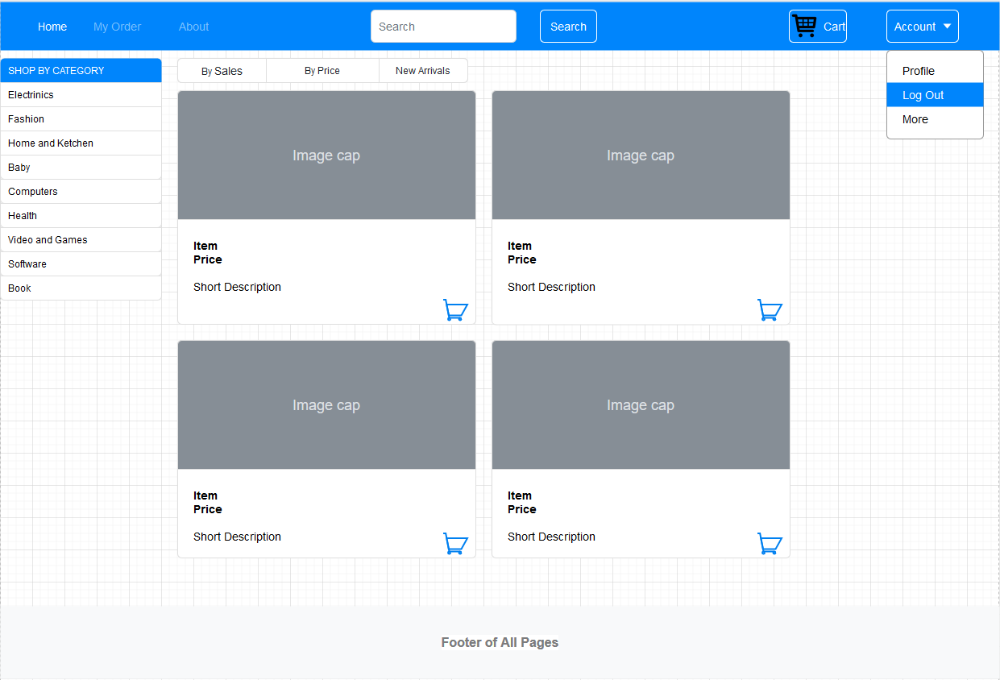 Home My Order About Search Search Cart Account
Profile
Log Out
More
SHOP BY CATEGORY
Electrinics
Fashion
Home and Ketchen
Baby
Computers
Health
Video and Games
Software
Book
By Sales By Price New Arrivals
Image cap
Item
Price
Short Description
Image cap
Item
Price
Short Description
Image cap
Item
Price
Short Description
Image cap
Item
Price
Short Description
Footer of All Pages